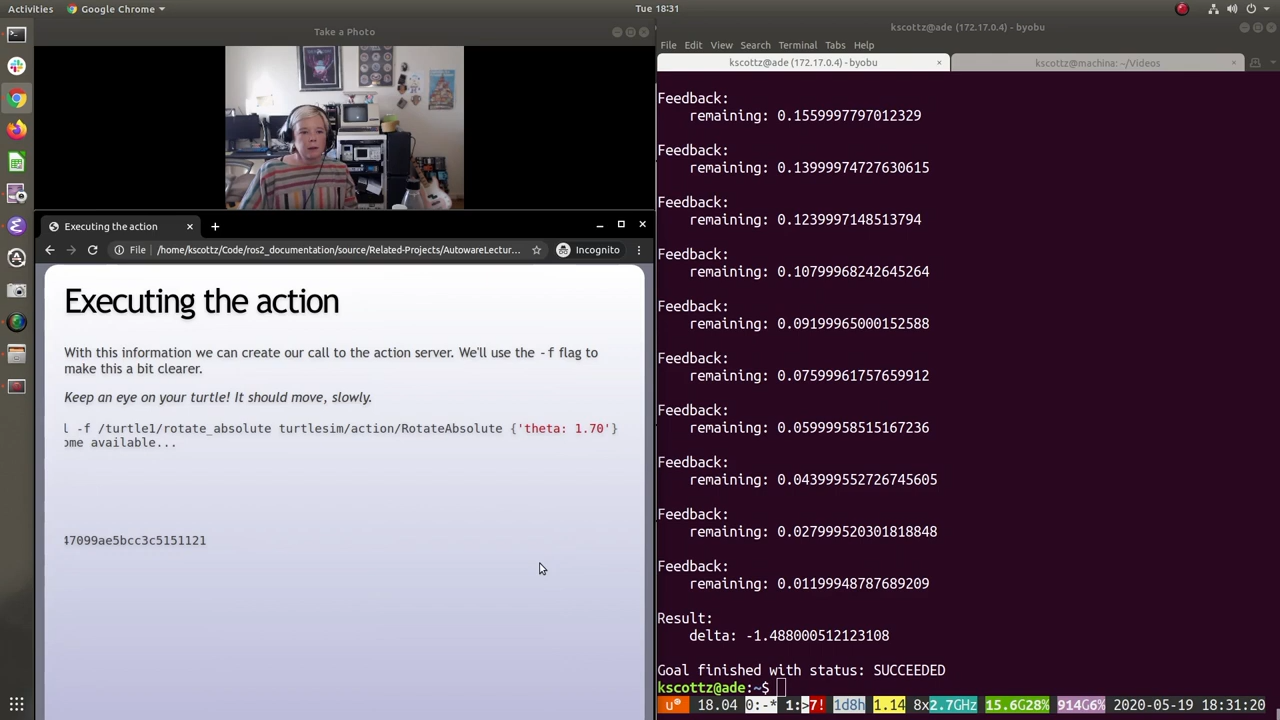 Activities
Google Chrome
Tue 18:31
Take a Photo
kscottz@ade (172.17.0.4) - byobu
File Edit View Search Terminal Tabs Help
kscottz@ade (172.17.0.4) - byobu
kscottz@machina: ~/Videos
Executing the action
File /home/kscottz/Code/ros2_documentation/source/Related-Projects/AutowareLectur...
Incognito
Executing the action
With this information we can create our call to the action server. We'll use the -f flag to
make this a bit clearer.
Keep an eye on your turtle! It should move, slowly.
l -f /turtle1/rotate_absolute turtlesim/action/RotateAbsolute {'theta: 1.70'}
ome available...
47099ae5bcc3c5151121
Feedback:
remaining: 0.1559997797012329
Feedback:
remaining: 0.13999974727630615
Feedback:
remaining: 0.1239997148513794
Feedback:
remaining: 0.10799968242645264
Feedback:
remaining: 0.09199965000152588
Feedback:
remaining: 0.07599961757659912
Feedback:
remaining: 0.05999958515167236
Feedback:
remaining: 0.043999552726745605
Feedback:
remaining: 0.027999520301818848
Feedback:
remaining: 0.01199948787689209
Result:
delta: -1.488000512123108
Goal finished with status: SUCCEEDED
kscottz@ade:~$
u 18.04 0:-* 1:>7! 1d8h 1.14 8x2.7GHz 15.6G28% 914G6% 2020-05-19 18:31:20